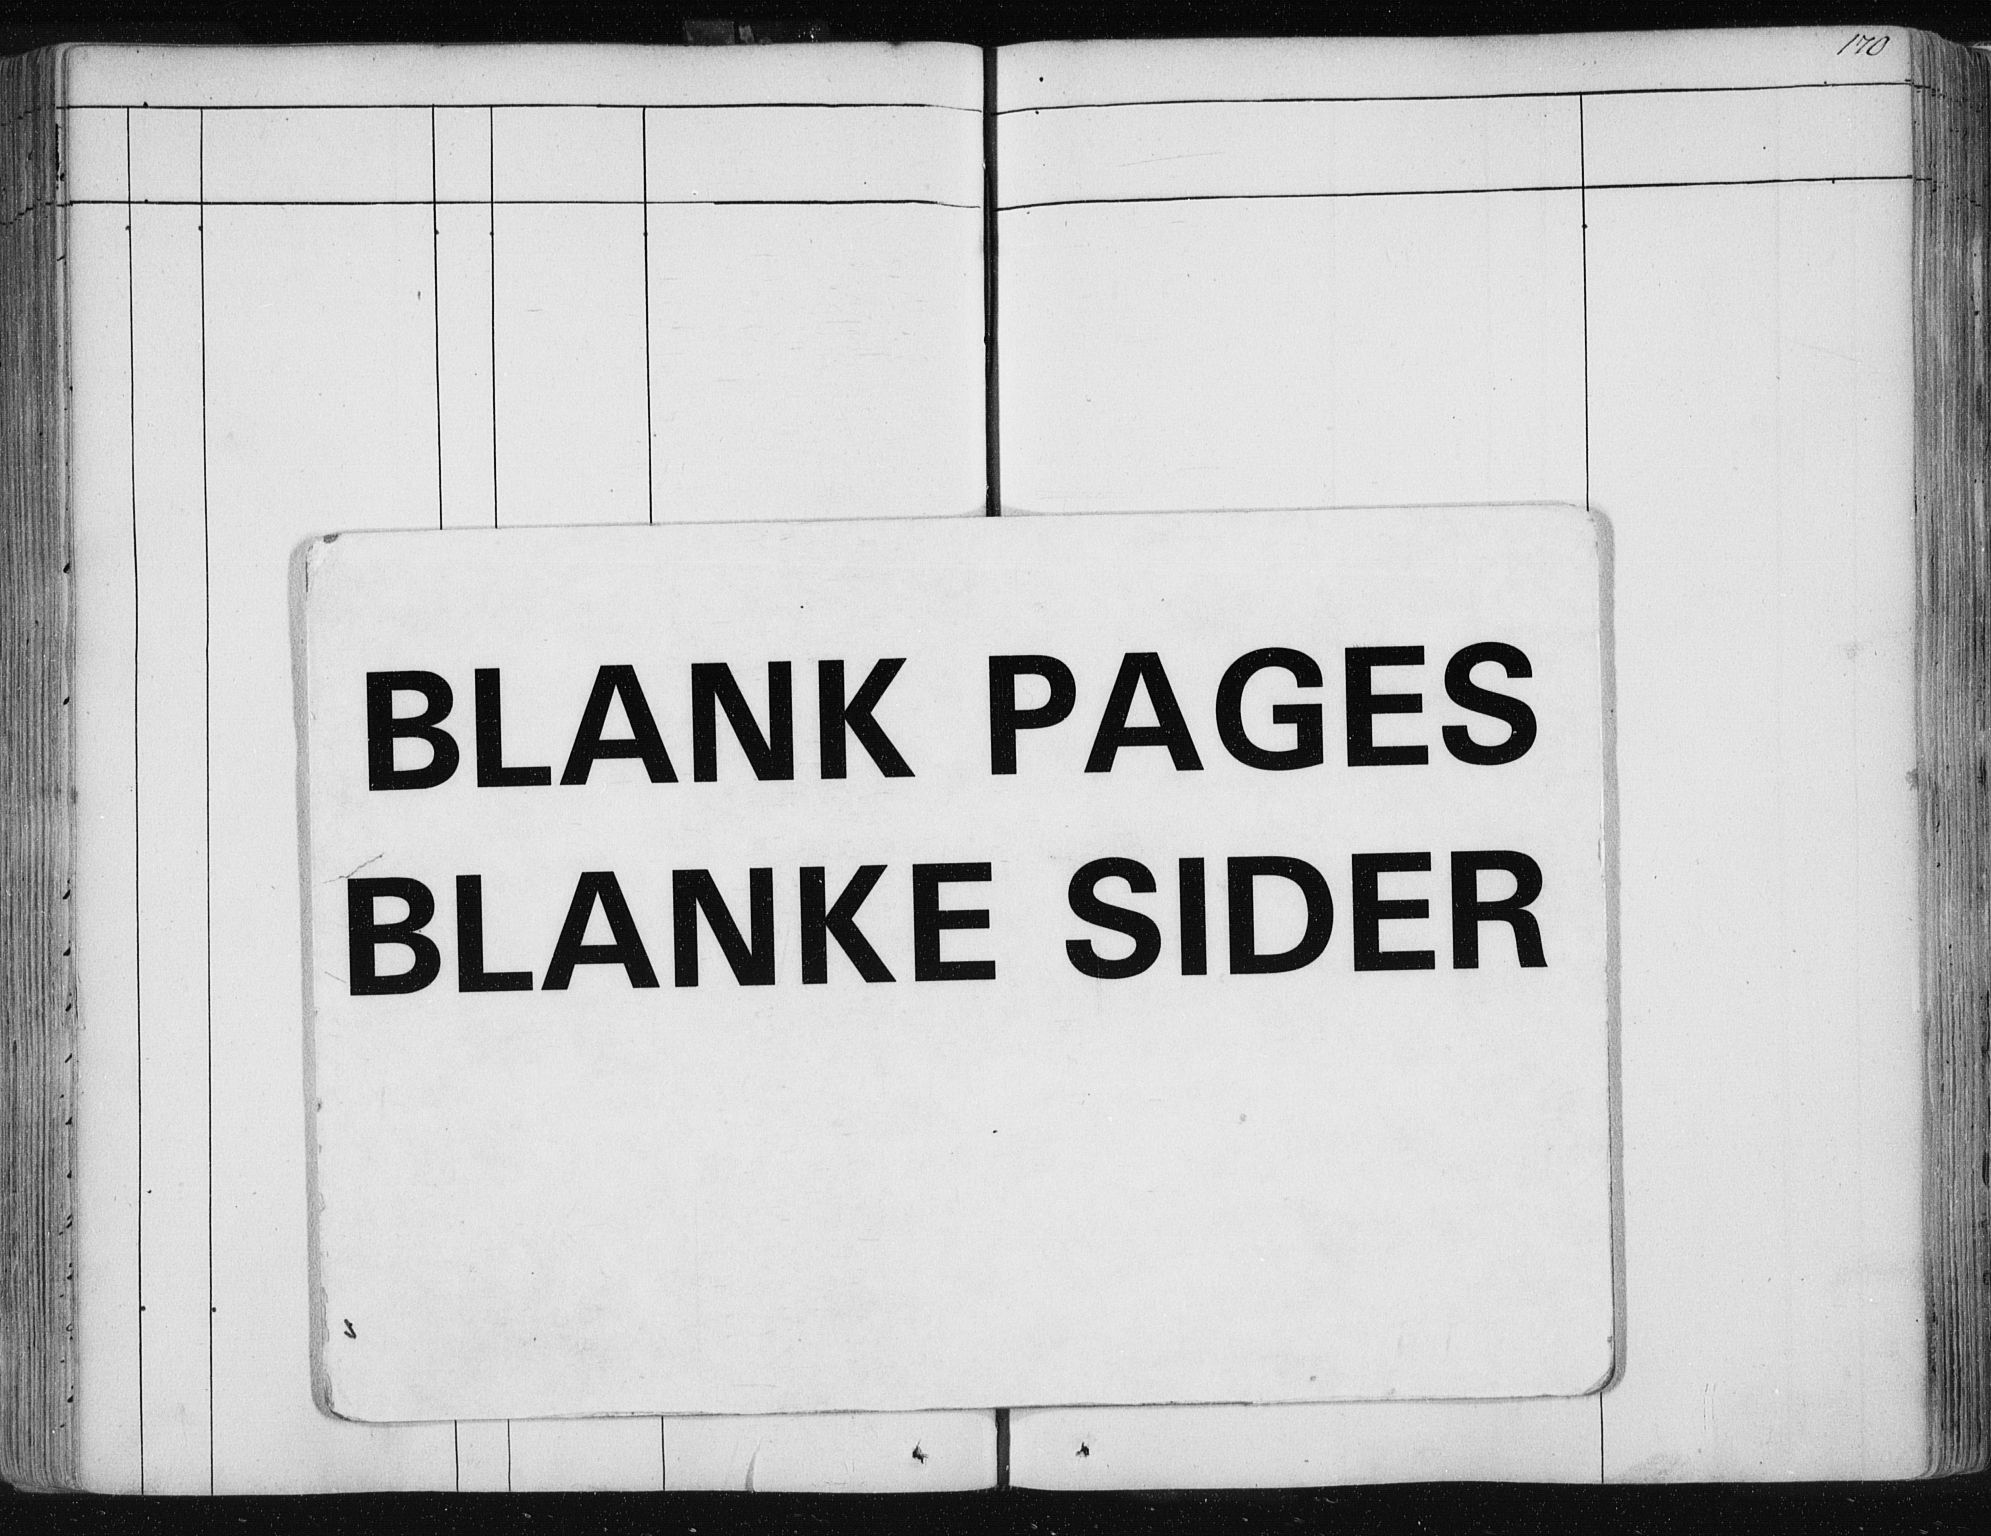 170
BLANK PAGES
BLANKE SIDER